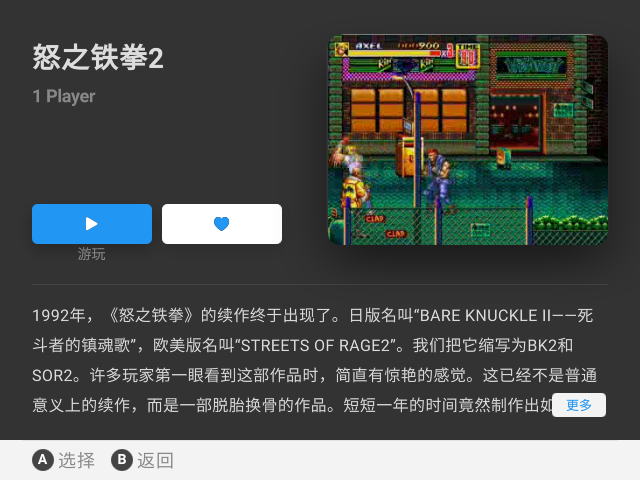 怒之铁拳2
1 Player
AXEL
900
TIME
CLAP
CLAP
游玩
1992年，《怒之铁拳》的续作终于出现了。日版名叫“BARE KNUCKLE II——死
斗者的镇魂歌”，欧美版名叫“STREETS OF RAGE2”。我们把它缩写为BK2和
SOR2。许多玩家第一眼看到这部作品时，简直有惊艳的感觉。这已经不是普通
意义上的续作，而是一部脱胎换骨的作品。短短一年的时间竟然制作出如
更多
A 选择 B 返回